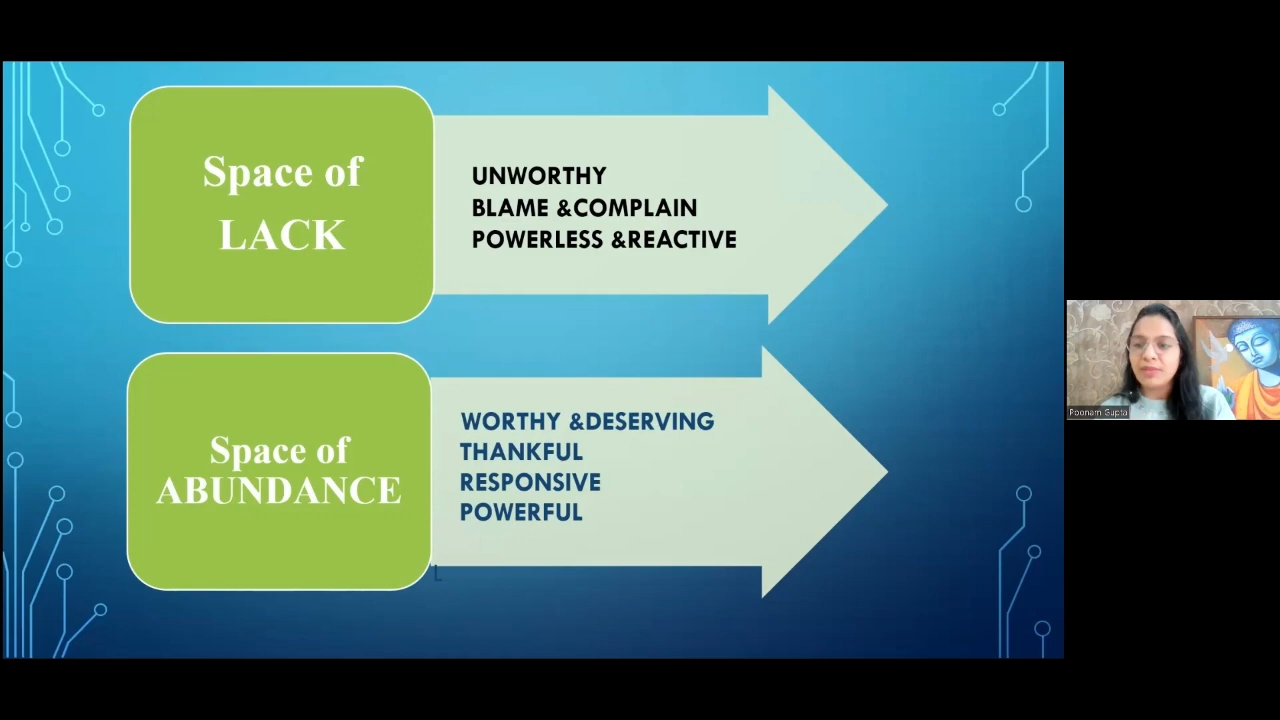 Space of
LACK
UNWORTHY
BLAME &COMPLAIN
POWERLESS &REACTIVE
Space of
ABUNDANCE
WORTHY &DESERVING
THANKFUL
RESPONSIVE
POWERFUL
L
Poonam Gupta